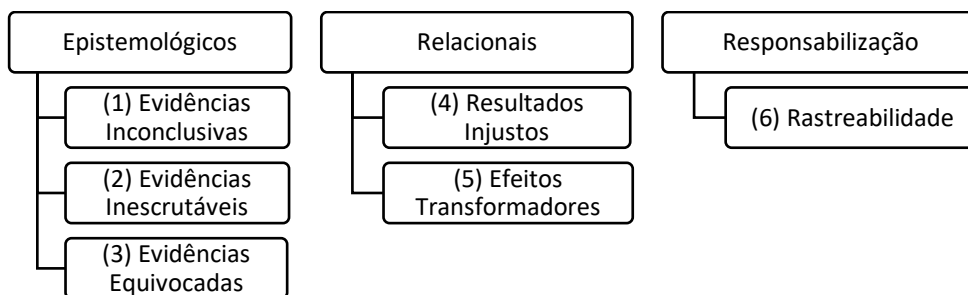 Epistemológicos
(1) Evidências
Inconclusivas
(2) Evidências
Inescrutáveis
(3) Evidências
Equivocadas
Relacionais
(4) Resultados
Injustos
(5) Efeitos
Transformadores
Responsabilização
(6) Rastreabilidade